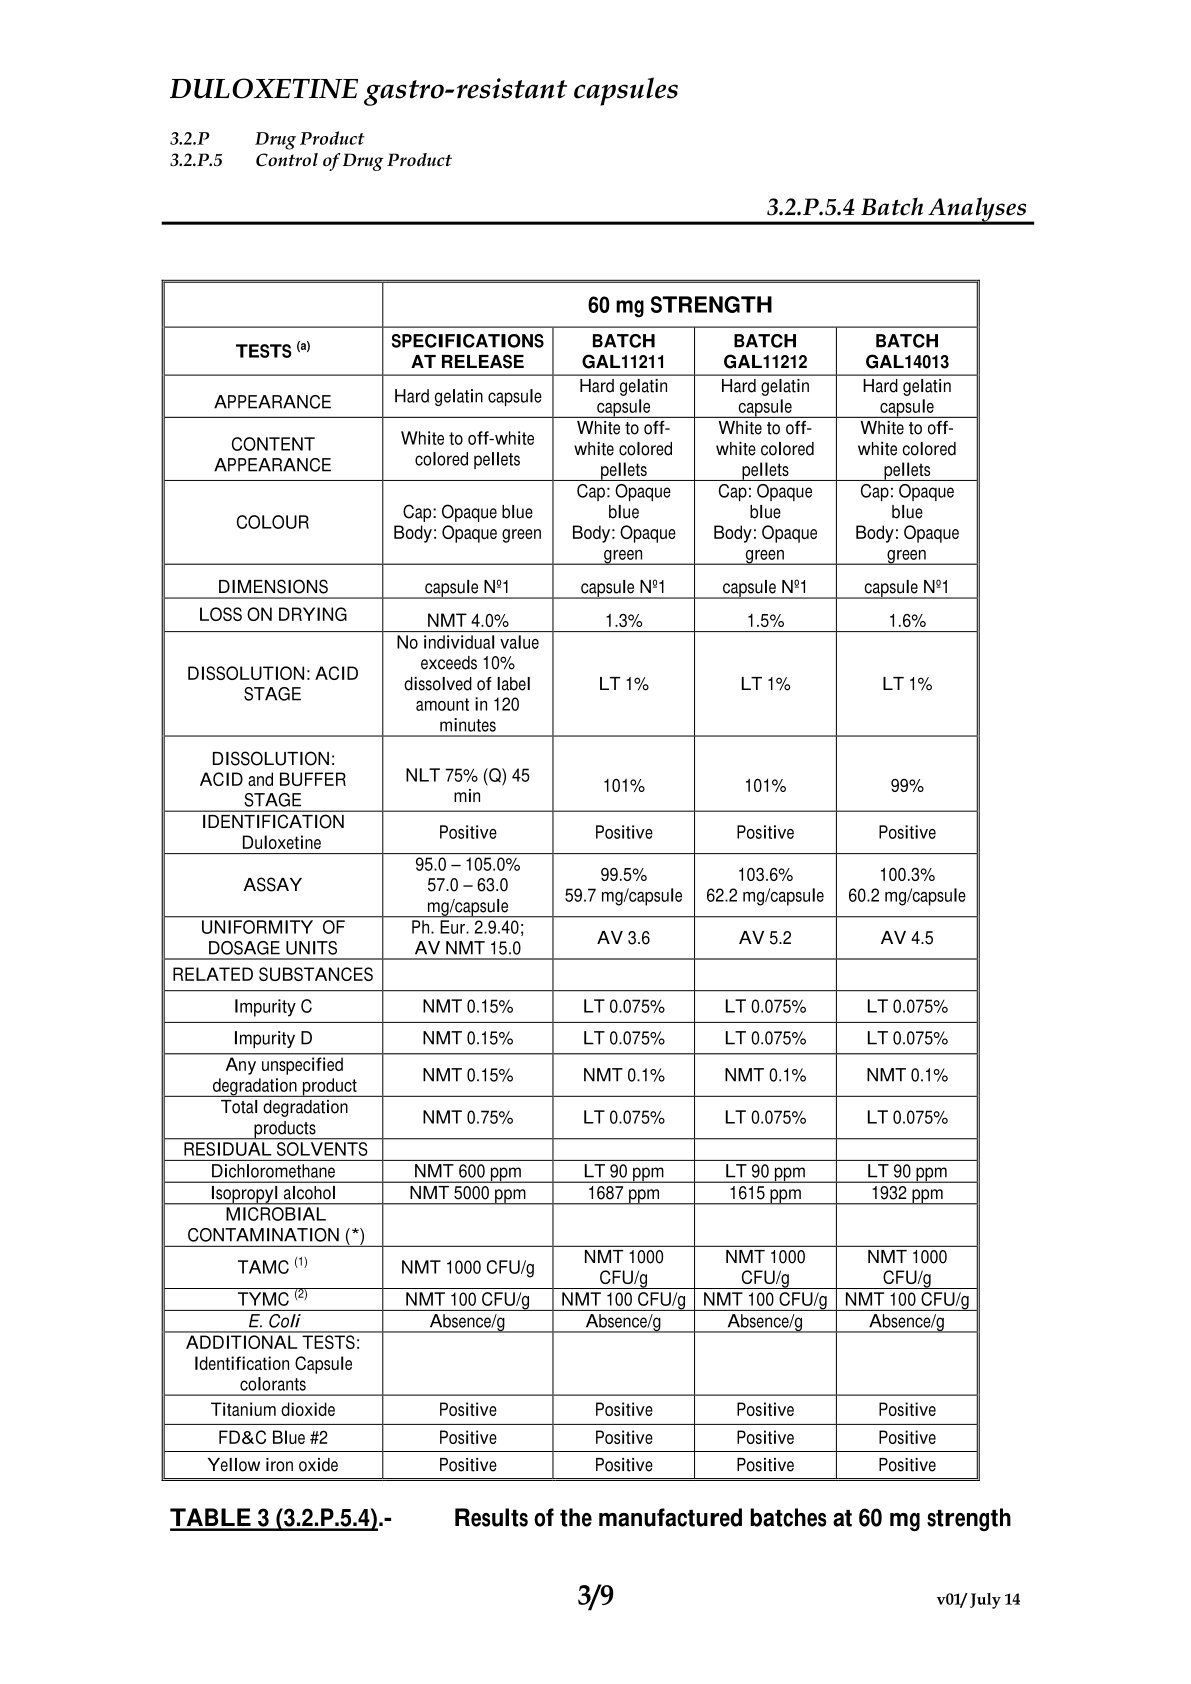 DULOXETINE gastro-resistant capsules
3.2.P Drug Product
3.2.P.5 Control of Drug Product
3.2.P.5.4 Batch Analyses
60 mg STRENGTH
TESTS (a) SPECIFICATIONS AT RELEASE BATCH GAL11211 BATCH GAL11212 BATCH GAL14013
APPEARANCE Hard gelatin capsule Hard gelatin capsule Hard gelatin capsule Hard gelatin capsule
CONTENT APPEARANCE White to off-white colored pellets White to off-white colored pellets White to off-white colored pellets White to off-white colored pellets
COLOUR Cap: Opaque blue Body: Opaque green Cap: Opaque blue Body: Opaque green Cap: Opaque blue Body: Opaque green Cap: Opaque blue Body: Opaque green
DIMENSIONS capsule Nº1 capsule Nº1 capsule Nº1 capsule Nº1
LOSS ON DRYING NMT 4.0% 1.3% 1.5% 1.6%
DISSOLUTION: ACID STAGE No individual value exceeds 10% dissolved of label amount in 120 minutes LT 1% LT 1% LT 1%
DISSOLUTION: ACID and BUFFER STAGE NLT 75% (Q) 45 min 101% 101% 99%
IDENTIFICATION Duloxetine Positive Positive Positive Positive
ASSAY 95.0 – 105.0% 57.0 – 63.0 mg/capsule 99.5% 59.7 mg/capsule 103.6% 62.2 mg/capsule 100.3% 60.2 mg/capsule
UNIFORMITY OF DOSAGE UNITS Ph. Eur. 2.9.40; AV NMT 15.0 AV 3.6 AV 5.2 AV 4.5
RELATED SUBSTANCES
Impurity C NMT 0.15% LT 0.075% LT 0.075% LT 0.075%
Impurity D NMT 0.15% LT 0.075% LT 0.075% LT 0.075%
Any unspecified degradation product NMT 0.15% NMT 0.1% NMT 0.1% NMT 0.1%
Total degradation products NMT 0.75% LT 0.075% LT 0.075% LT 0.075%
RESIDUAL SOLVENTS
Dichloromethane NMT 600 ppm LT 90 ppm LT 90 ppm LT 90 ppm
Isopropyl alcohol NMT 5000 ppm 1687 ppm 1615 ppm 1932 ppm
MICROBIAL CONTAMINATION (*)
TAMC (1) NMT 1000 CFU/g NMT 1000 CFU/g NMT 1000 CFU/g NMT 1000 CFU/g
TYMC (2) NMT 100 CFU/g NMT 100 CFU/g NMT 100 CFU/g NMT 100 CFU/g
E. Coli Absence/g Absence/g Absence/g Absence/g
ADDITIONAL TESTS: Identification Capsule colorants
Titanium dioxide Positive Positive Positive Positive
FD&C Blue #2 Positive Positive Positive Positive
Yellow iron oxide Positive Positive Positive Positive
TABLE 3 (3.2.P.5.4).- Results of the manufactured batches at 60 mg strength
3/9
v01/ July 14